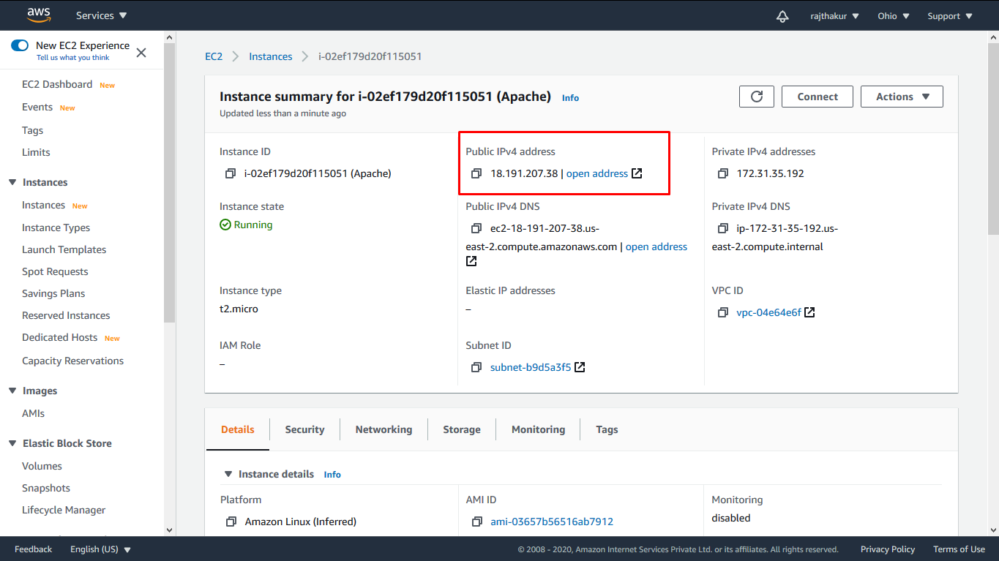 aws Services rajthakur Ohio Support
New EC2 Experience
Tell us what you think
EC2 Dashboard New
Events New
Tags
Limits
Instances
Instances New
Instance Types
Launch Templates
Spot Requests
Savings Plans
Reserved Instances
Dedicated Hosts New
Capacity Reservations
Images
AMIs
Elastic Block Store
Volumes
Snapshots
Lifecycle Manager
EC2 Instances i-02ef179d20f115051
Instance summary for i-02ef179d20f115051 (Apache) Info
Updated less than a minute ago
Connect Actions
Instance ID
i-02ef179d20f115051 (Apache)
Public IPv4 address
18.191.207.38 | open address
Private IPv4 addresses
172.31.35.192
Instance state
Running
Public IPv4 DNS
ec2-18-191-207-38.us-
east-2.compute.amazonaws.com | open address
Private IPv4 DNS
ip-172-31-35-192.us-
east-2.compute.internal
Instance type
t2.micro
Elastic IP addresses
–
VPC ID
vpc-04e64e6f
IAM Role
–
Subnet ID
subnet-b9d5a3f5
Details Security Networking Storage Monitoring Tags
Instance details Info
Platform
Amazon Linux (Inferred)
AMI ID
ami-03657b56516ab7912
Monitoring
disabled
Feedback English (US) © 2008 - 2020, Amazon Internet Services Private Ltd. or its affiliates. All rights reserved. Privacy Policy Terms of Use